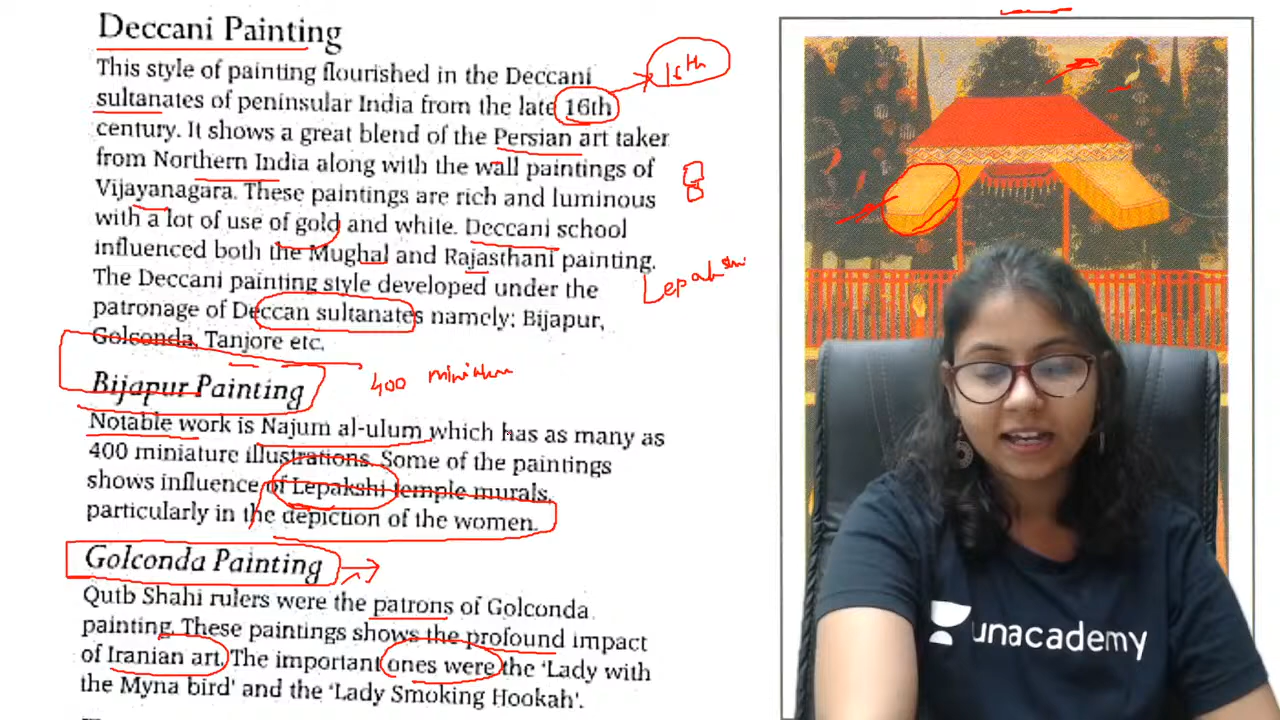 Deccani Painting
This style of painting flourished in the Deccani
sultanates of peninsular India from the late 16th
16th
century. It shows a great blend of the Persian art taker
from Northern India along with the wall paintings of
Vijayanagara. These paintings are rich and luminous
with a lot of use of gold and white. Deccani school
influenced both the Mughal and Rajasthani painting.
Lepakshi
The Deccani painting style developed under the
patronage of Deccan sultanates namely: Bijapur,
Golconda, Tanjore etc.
400 miniature
Bijapur Painting
Notable work is Najum al-ulum which has as many as
400 miniature illustrations. Some of the paintings
shows influence of Lepakshi temple murals,
particularly in the depiction of the women.
Golconda Painting
Qutb Shahi rulers were the patrons of Golconda
painting. These paintings shows the profound impact
of Iranian art. The important ones were the 'Lady with
the Myna bird' and the 'Lady Smoking Hookah'.
unacademy